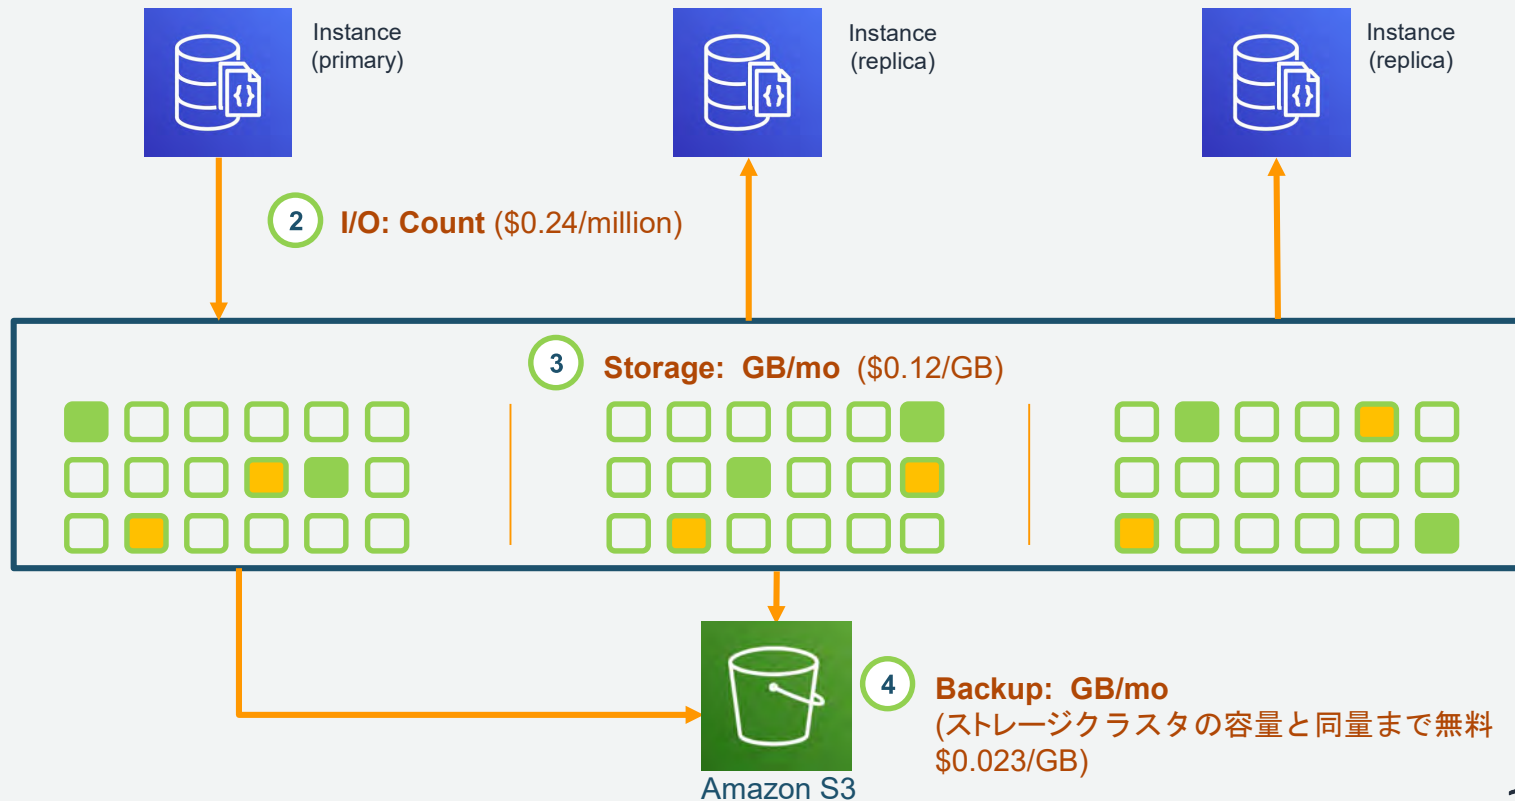 Instance
(primary)
Instance
(replica)
Instance
(replica)
2 I/O: Count ($0.24/million)
3 Storage: GB/mo ($0.12/GB)
4 Backup: GB/mo
(ストレージクラスタの容量と同量まで無料
$0.023/GB)
Amazon S3